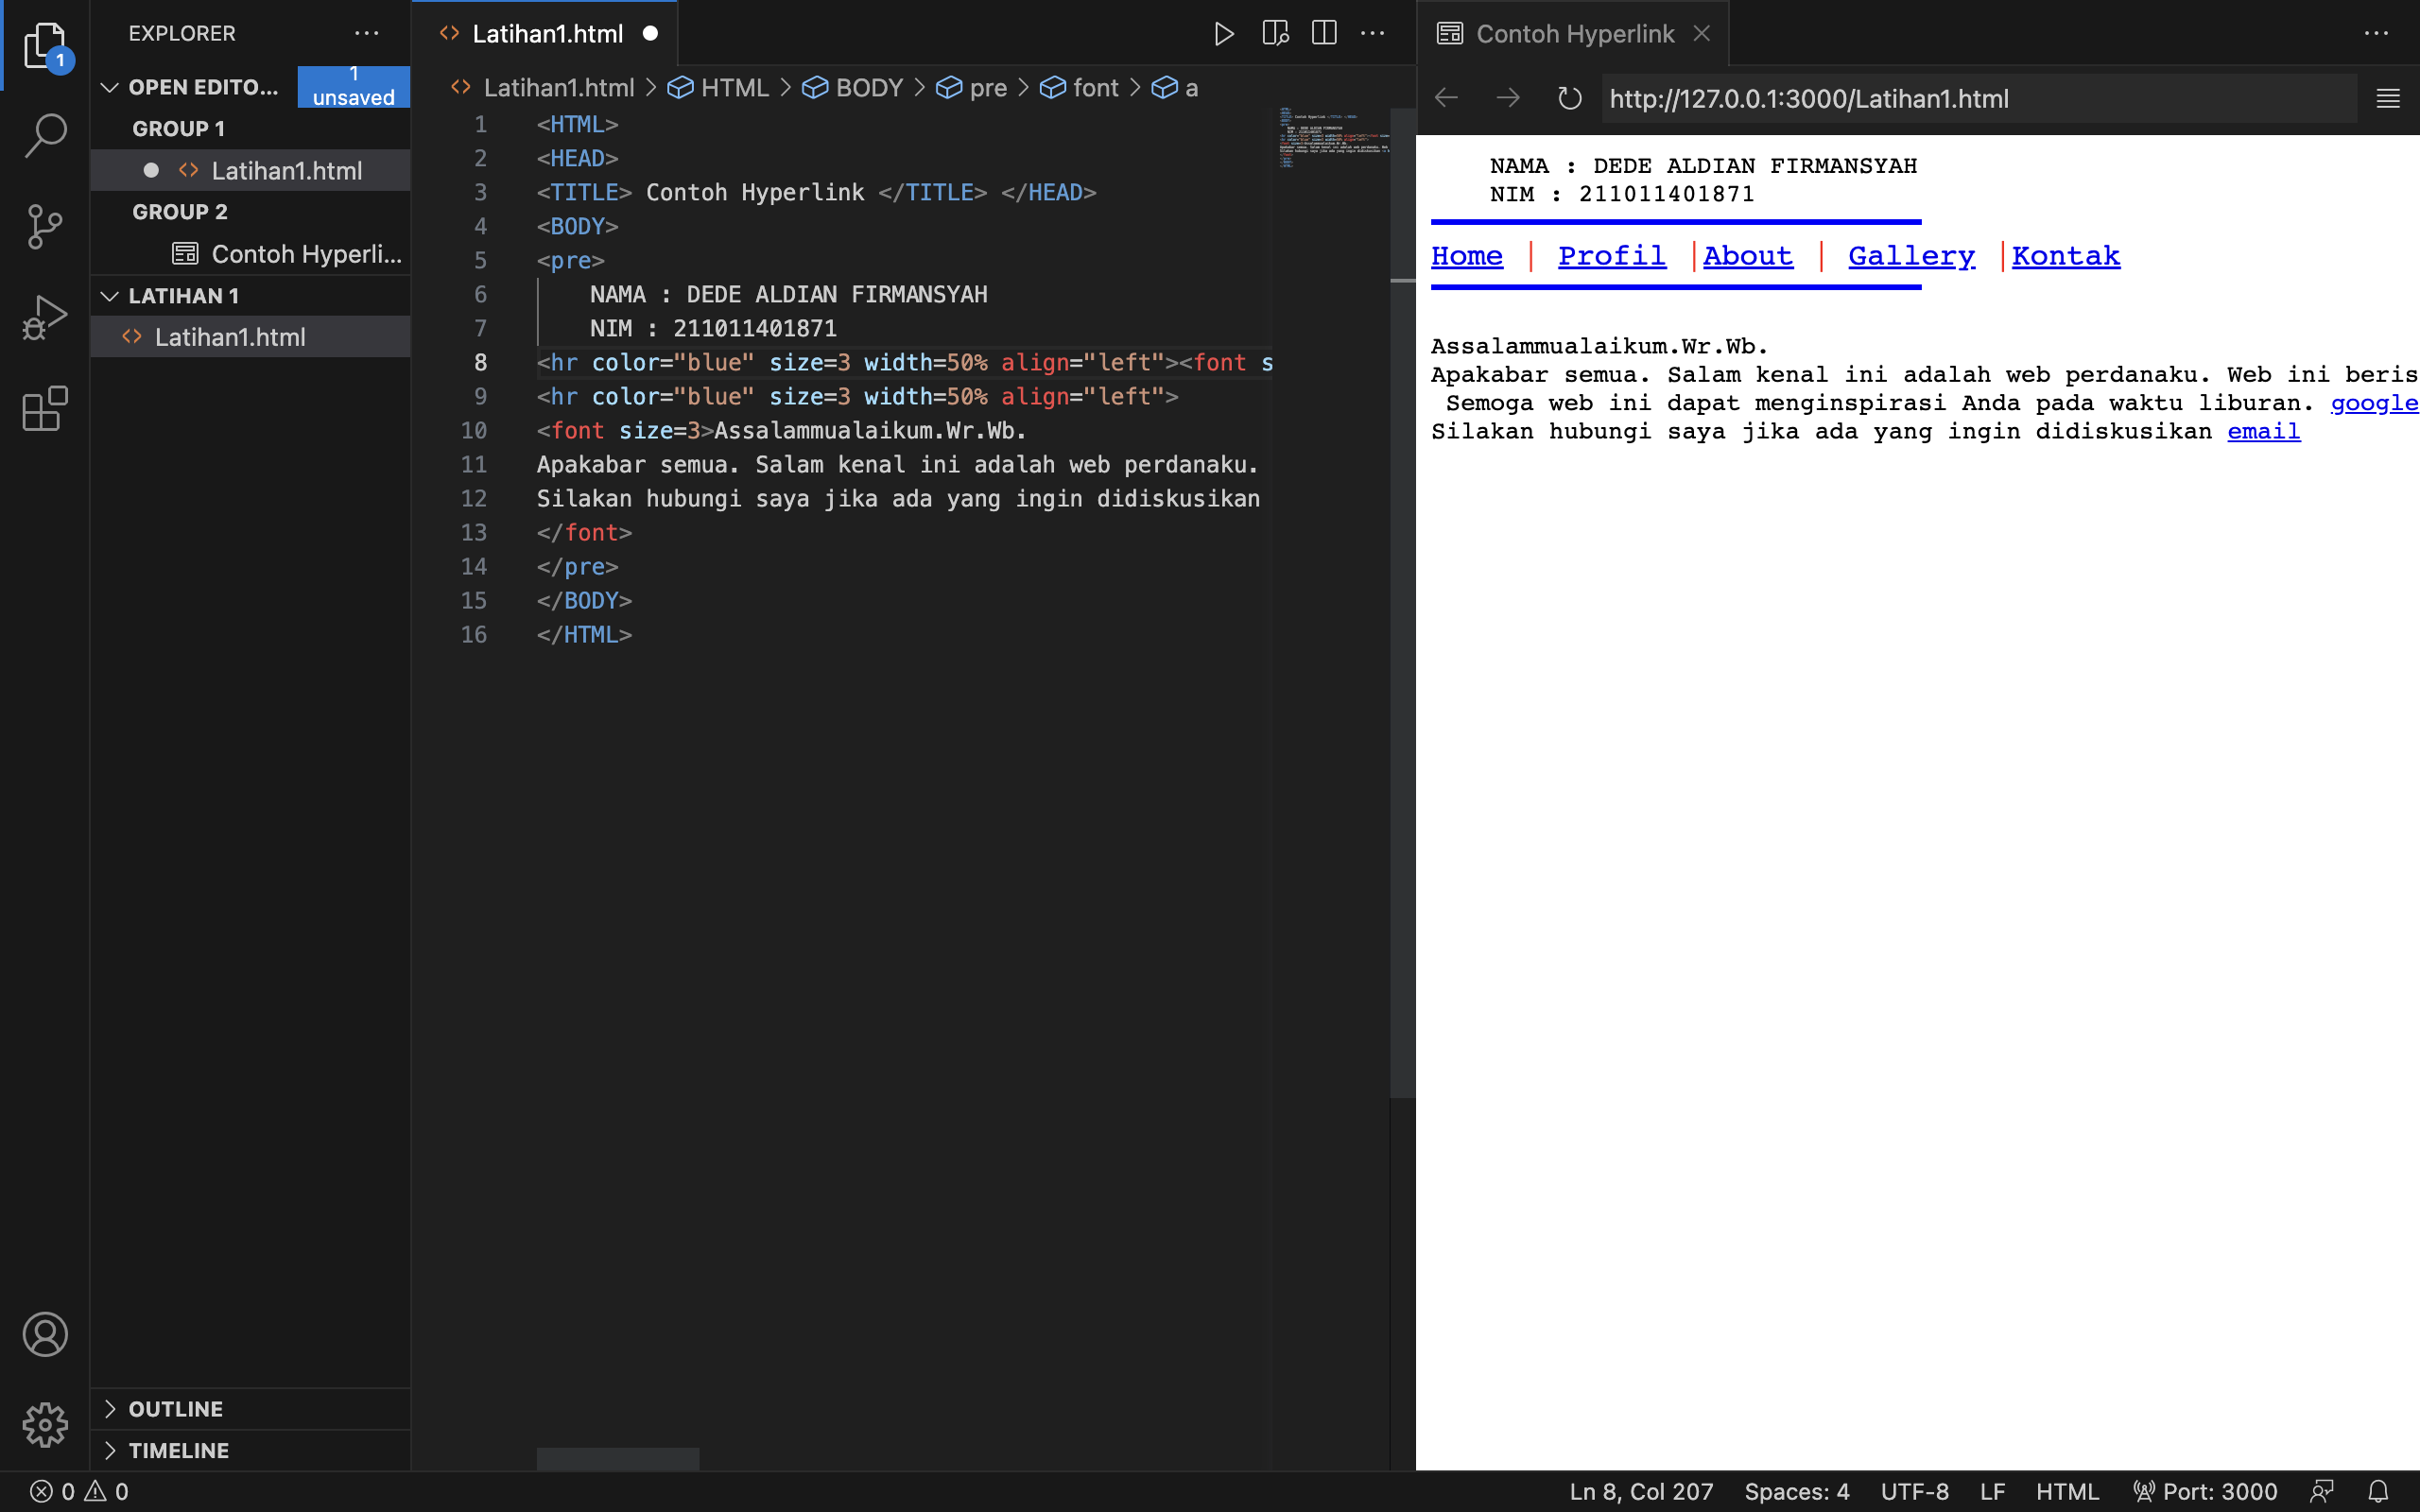 EXPLORER
OPEN EDITO...
1 unsaved
GROUP 1
Latihan1.html
GROUP 2
Contoh Hyperli...
LATIHAN 1
Latihan1.html
OUTLINE
TIMELINE
1
Latihan1.html
Latihan1.html > HTML > BODY > pre > font > a
1 <HTML>
2 <HEAD>
3 <TITLE> Contoh Hyperlink </TITLE> </HEAD>
4 <BODY>
5 <pre>
6 NAMA : DEDE ALDIAN FIRMANSYAH
7 NIM : 211011401871
8 <hr color="blue" size=3 width=50% align="left"><font s
9 <hr color="blue" size=3 width=50% align="left">
10 <font size=3>Assalammualaikum.Wr.Wb.
11 Apakabar semua. Salam kenal ini adalah web perdanaku.
12 Silakan hubungi saya jika ada yang ingin didiskusikan
13 </font>
14 </pre>
15 </BODY>
16 </HTML>
Contoh Hyperlink
http://127.0.0.1:3000/Latihan1.html
NAMA : DEDE ALDIAN FIRMANSYAH
NIM : 211011401871
Home | Profil |About | Gallery |Kontak
Assalammualaikum.Wr.Wb.
Apakabar semua. Salam kenal ini adalah web perdanaku. Web ini beris
Semoga web ini dapat menginspirasi Anda pada waktu liburan. google
Silakan hubungi saya jika ada yang ingin didiskusikan email
0 0
Ln 8, Col 207 Spaces: 4 UTF-8 LF HTML Port: 3000